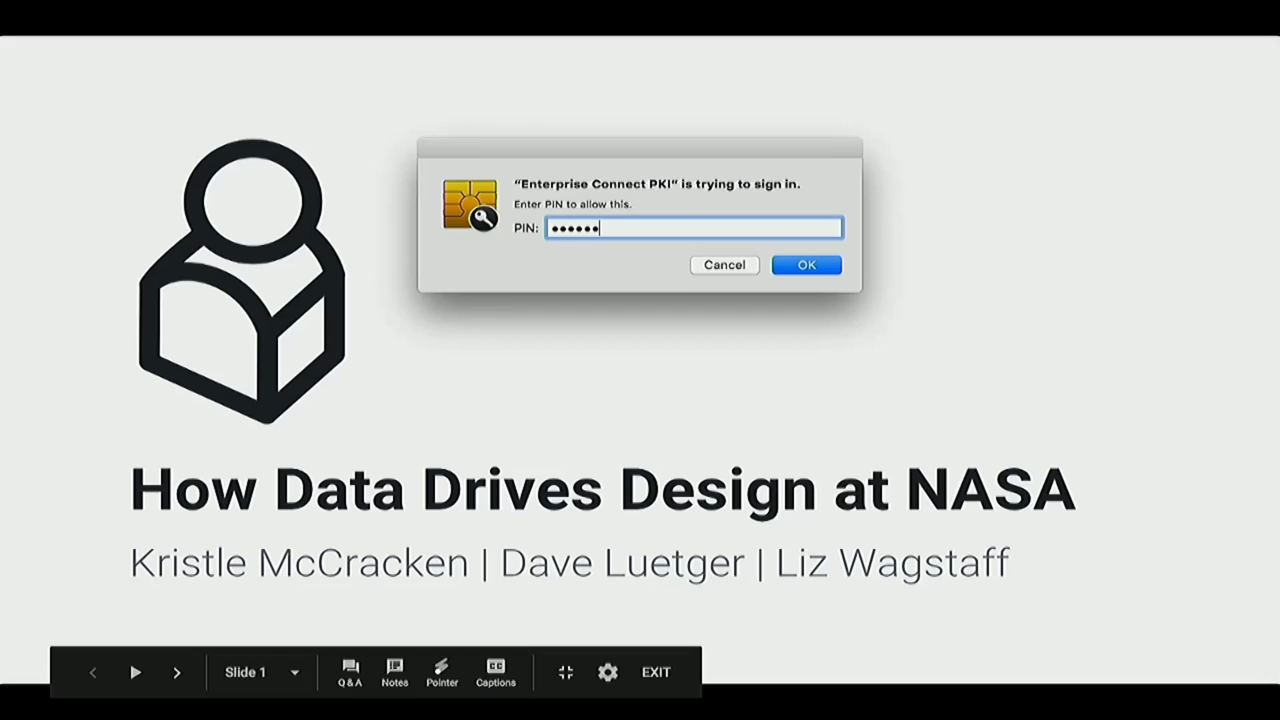 "Enterprise Connect PKI" is trying to sign in.
Enter PIN to allow this.
PIN: ••••••
Cancel OK
How Data Drives Design at NASA
Kristle McCracken | Dave Luetger | Liz Wagstaff
Slide 1 Q&A Notes Pointer CC Captions EXIT